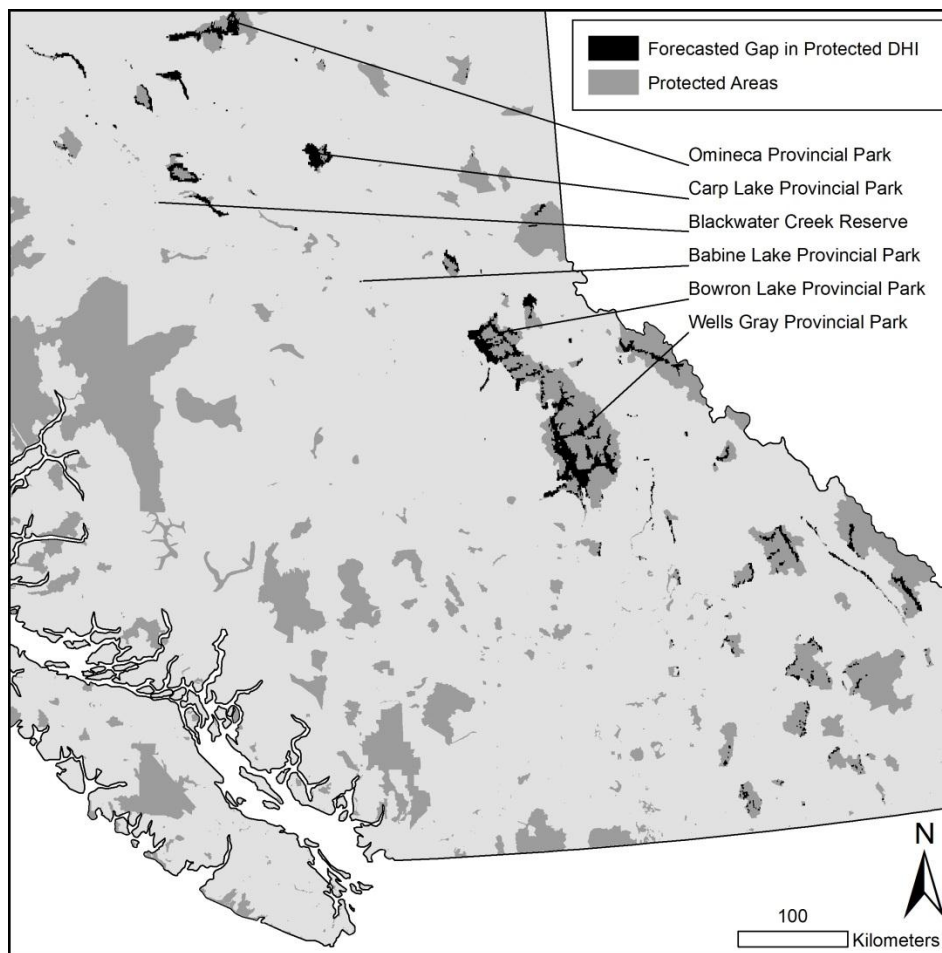 Forecasted Gap in Protected DHI
Protected Areas
Omineca Provincial Park
Carp Lake Provincial Park
Blackwater Creek Reserve
Babine Lake Provincial Park
Bowron Lake Provincial Park
Wells Gray Provincial Park
N
100
Kilometers